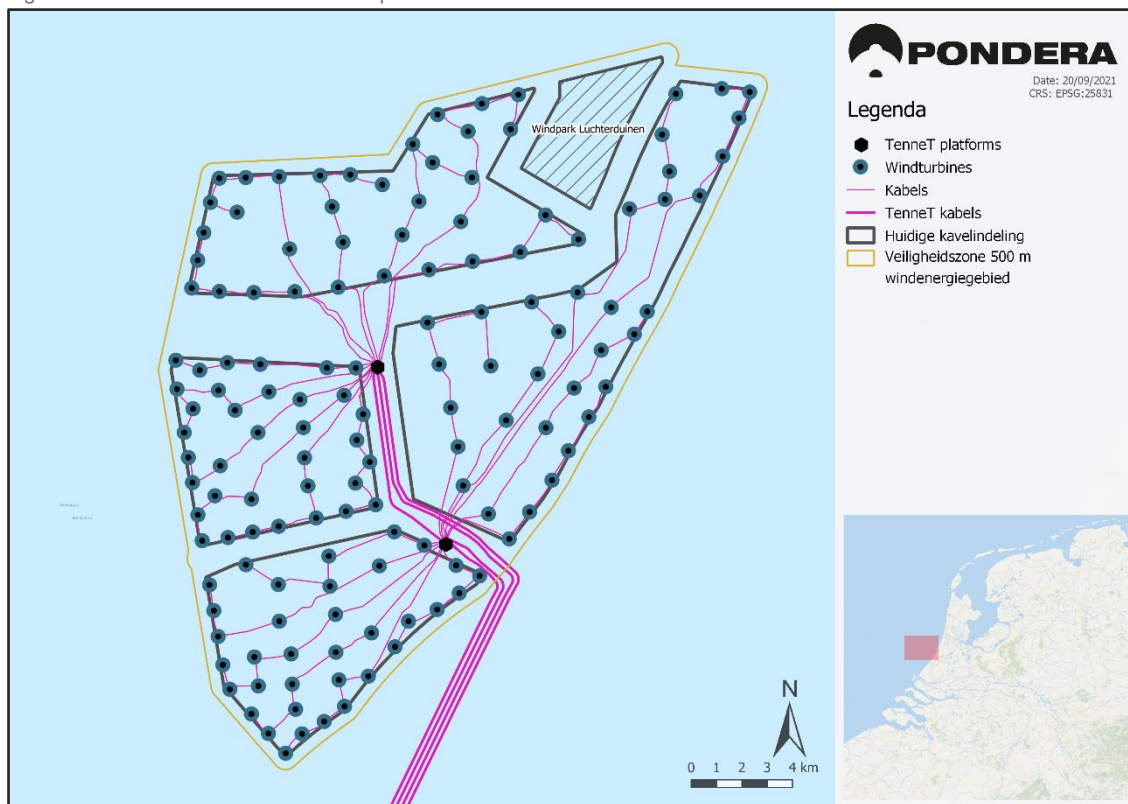 Windpark Luchterduinen
N
0 1 2 3 4 km
PONDERA
Date: 20/09/2021
CRS: EPSG:25831
Legenda
TenneT platforms
Windturbines
Kabels
TenneT kabels
Huidige kavelindeling
Veiligheidszone 500 m
windenergiegebied